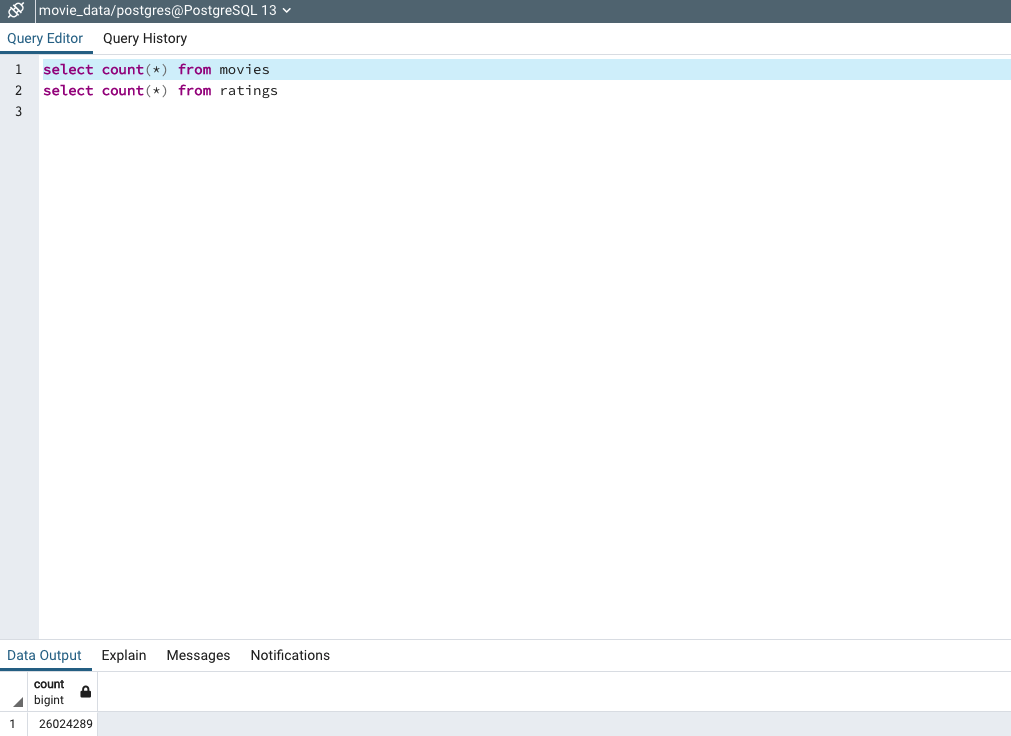 movie_data/postgres@PostgreSQL 13
Query Editor Query History
1 select count(*) from movies
2 select count(*) from ratings
3
Data Output Explain Messages Notifications
count
bigint
1 26024289